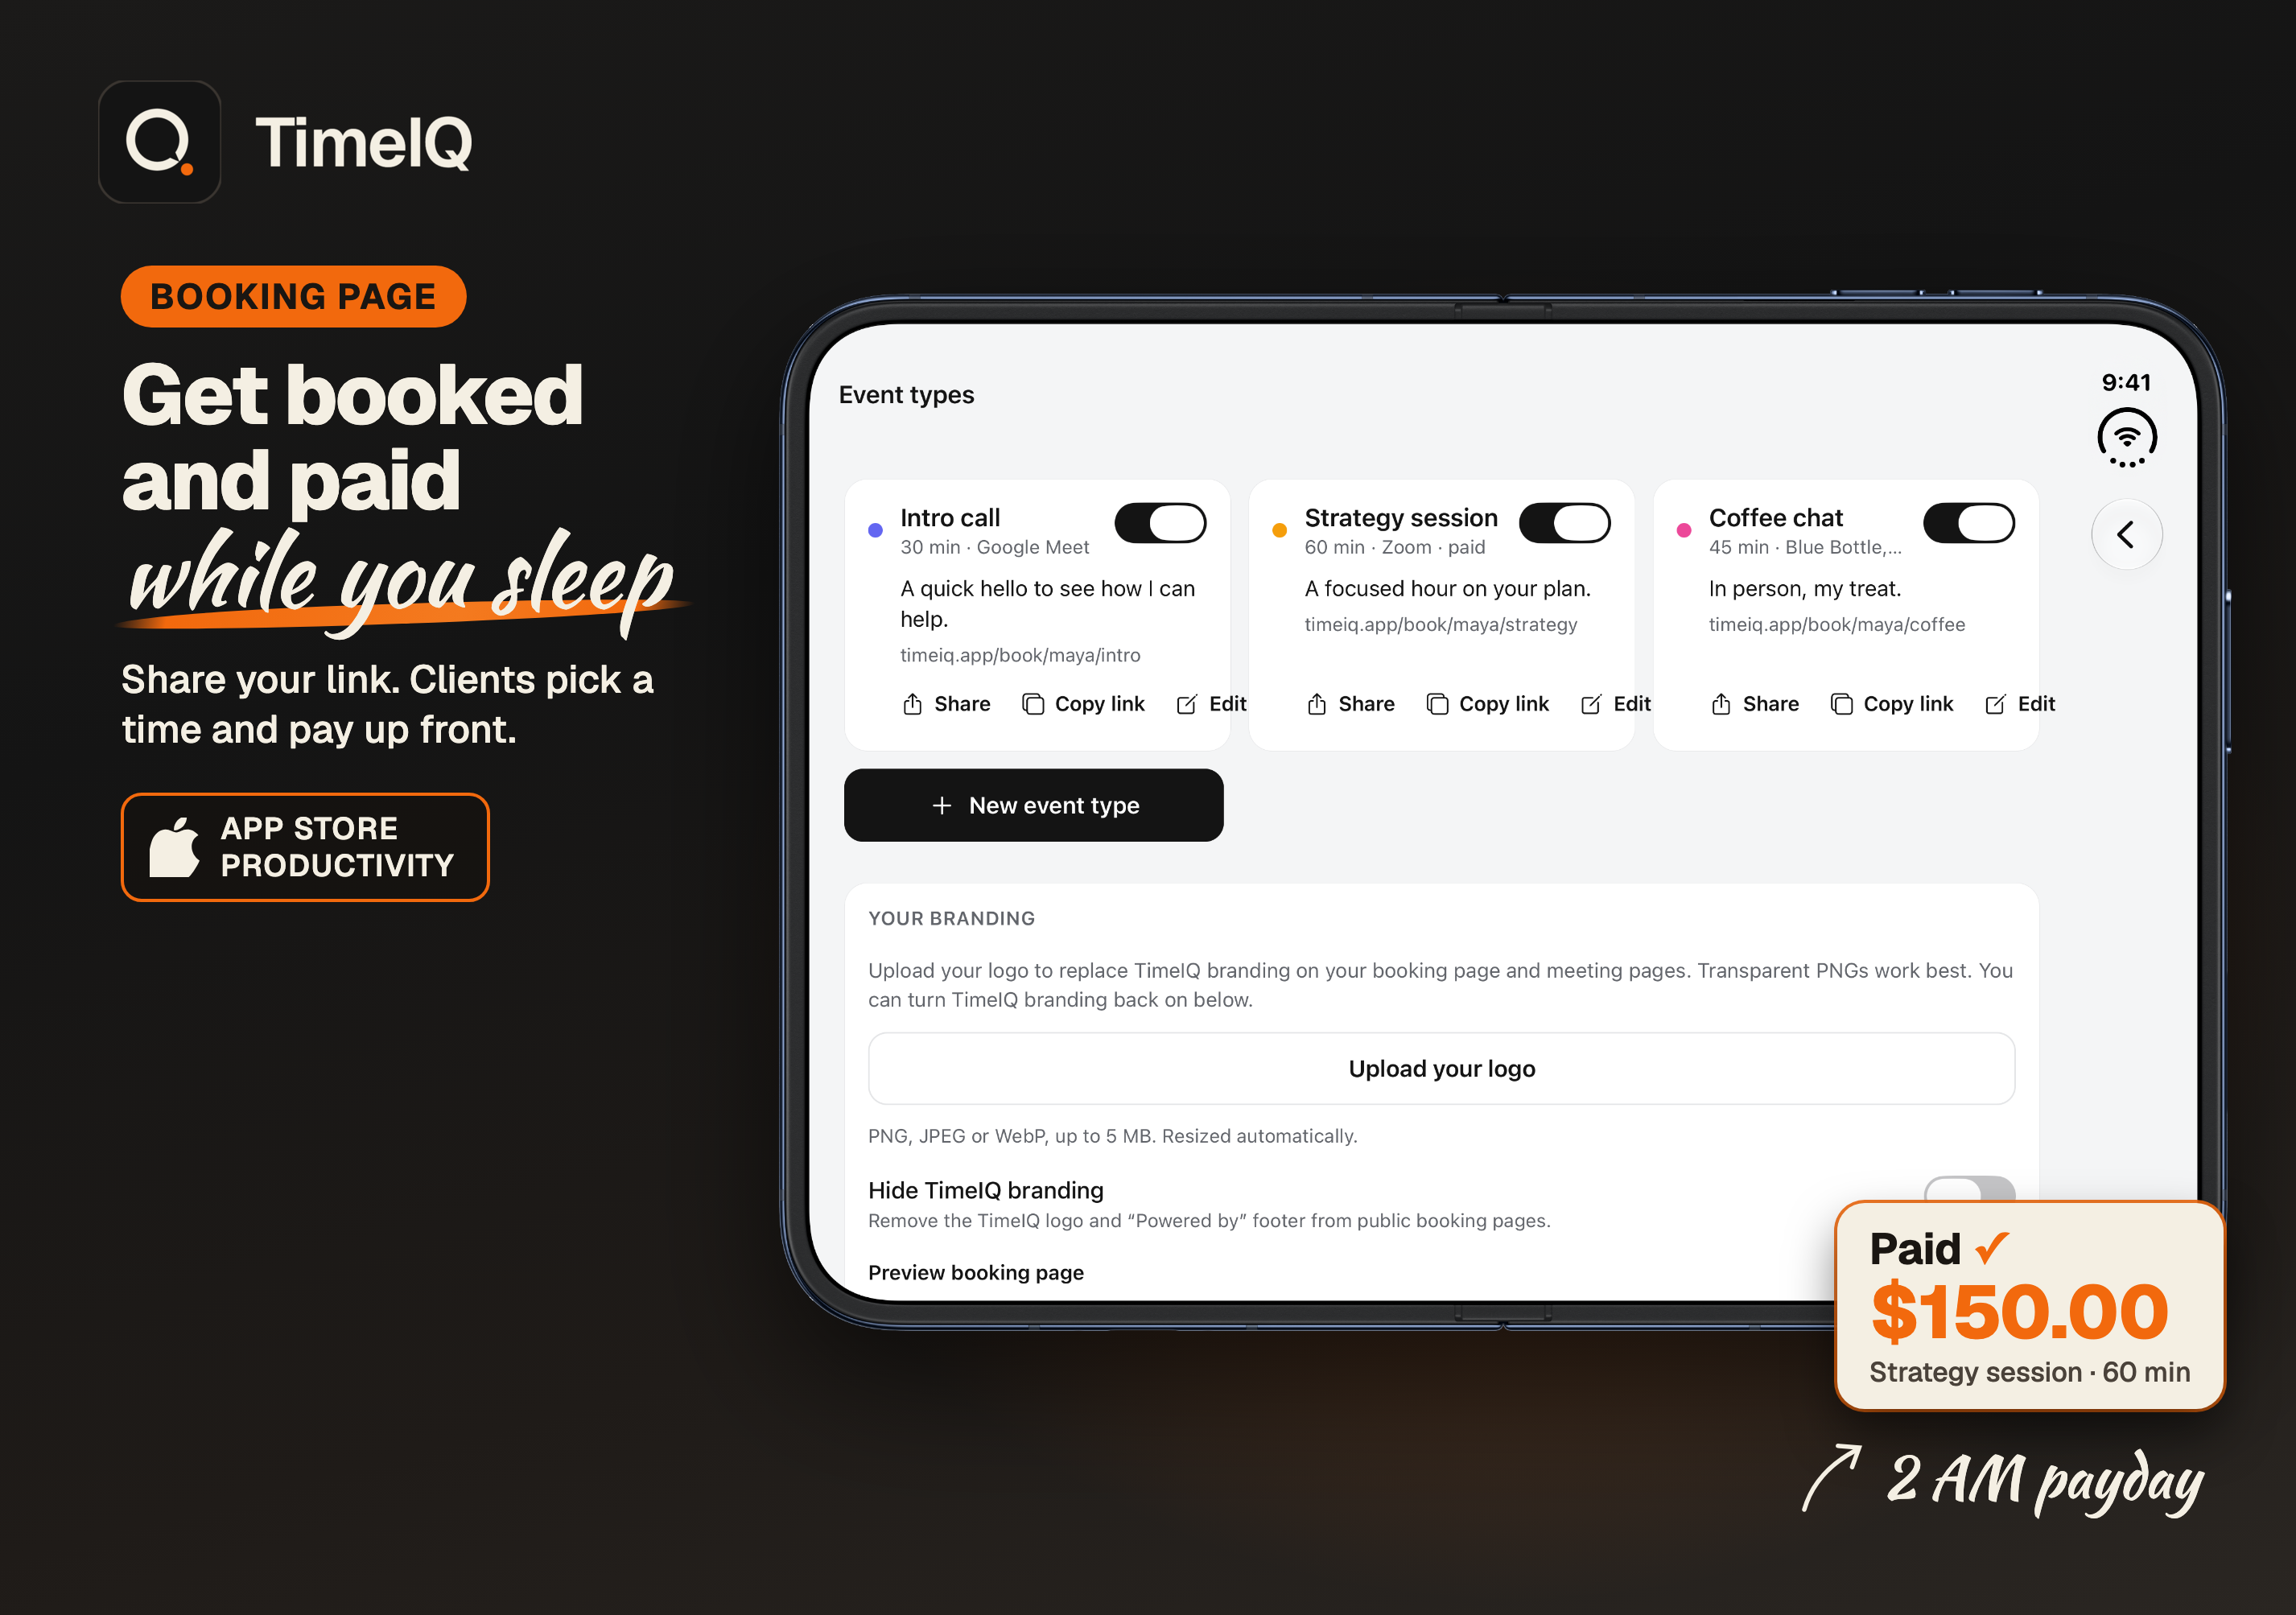 TimeIQ
BOOKING PAGE
Get booked
and paid
while you sleep
Share your link. Clients pick a
time and pay up front.
APP STORE
PRODUCTIVITY
Event types
9:41
Intro call
30 min · Google Meet
A quick hello to see how I can
help.
timeiq.app/book/maya/intro
Share Copy link Edit
Strategy session
60 min · Zoom · paid
A focused hour on your plan.
timeiq.app/book/maya/strategy
Share Copy link Edit
Coffee chat
45 min · Blue Bottle,...
In person, my treat.
timeiq.app/book/maya/coffee
Share Copy link Edit
+ New event type
YOUR BRANDING
Upload your logo to replace TimeIQ branding on your booking page and meeting pages. Transparent PNGs work best. You
can turn TimeIQ branding back on below.
Upload your logo
PNG, JPEG or WebP, up to 5 MB. Resized automatically.
Hide TimeIQ branding
Remove the TimeIQ logo and “Powered by” footer from public booking pages.
Preview booking page
Paid ✓
$150.00
Strategy session · 60 min
2 AM payday